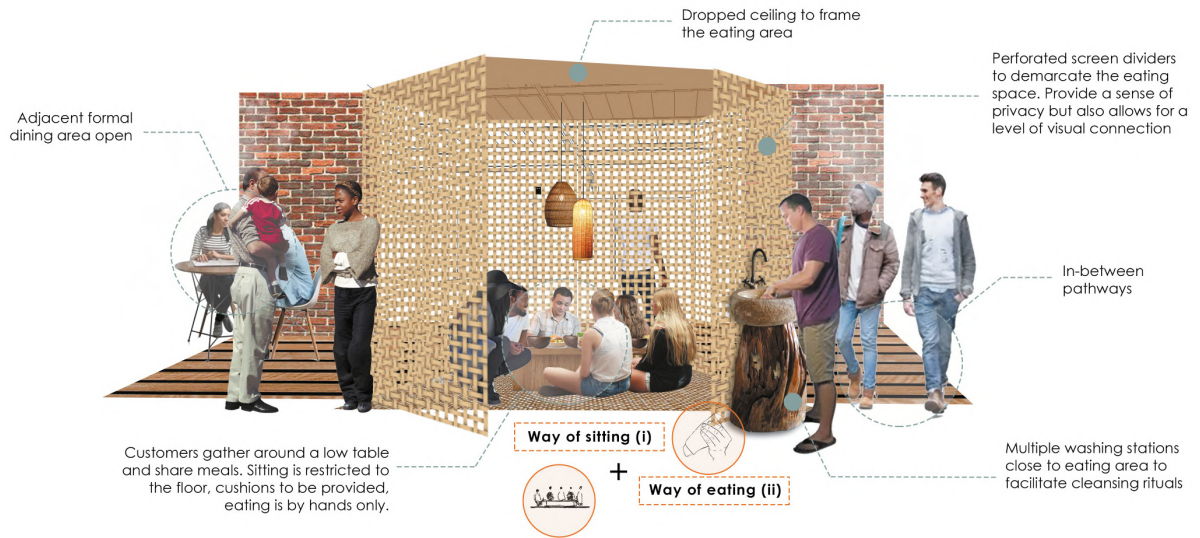 Dropped ceiling to frame
the eating area
Perforated screen dividers
to demarcate the eating
space. Provide a sense of
privacy but also allows for a
level of visual connection
Adjacent formal
dining area open
In-between
pathways
Customers gather around a low table
and share meals. Sitting is restricted to
the floor, cushions to be provided,
eating is by hands only.
Way of sitting (i)
+
Way of eating (ii)
Multiple washing stations
close to eating area to
facilitate cleansing rituals